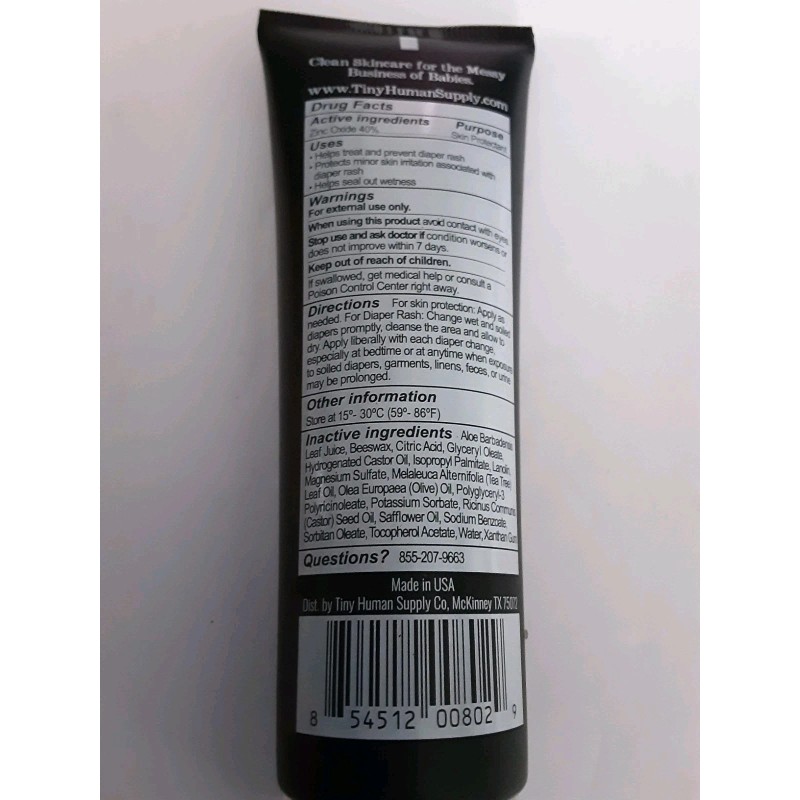 Clean Skincare for the Messy
Business of Babies.
www.TinyHumanSupply.com
Drug Facts
Active ingredients Purpose
Zinc Oxide 40% Skin Protectant
Uses
• Helps treat and prevent diaper rash
• Protects minor skin irritation associated with
diaper rash
• Helps seal out wetness
Warnings
For external use only.
When using this product avoid contact with eyes
Stop use and ask doctor if condition worsens or
does not improve within 7 days.
Keep out of reach of children.
If swallowed, get medical help or consult a
Poison Control Center right away.
Directions For skin protection: Apply as
needed. For Diaper Rash: Change wet and soiled
diapers promptly, cleanse the area and allow to
dry. Apply liberally with each diaper change,
especially at bedtime or at anytime when exposure
to soiled diapers, garments, linens, feces, or urine
may be prolonged.
Other information
Store at 15º- 30ºC (59º- 86ºF)
Inactive ingredients Aloe Barbadensis
Leaf Juice, Beeswax, Citric Acid, Glyceryl Oleate,
Hydrogenated Castor Oil, Isopropyl Palmitate, Lanolin,
Magnesium Sulfate, Melaleuca Alternifolia (Tea Tree)
Leaf Oil, Olea Europaea (Olive) Oil, Polyglyceryl-3
Polyricinoleate, Potassium Sorbate, Ricinus Communis
(Castor) Seed Oil, Safflower Oil, Sodium Benzoate,
Sorbitan Oleate, Tocopherol Acetate, Water, Xanthan Gum
Questions? 855-207-9663
Made in USA
Dist. by Tiny Human Supply Co, McKinney TX 75072
8 54512 00802 9